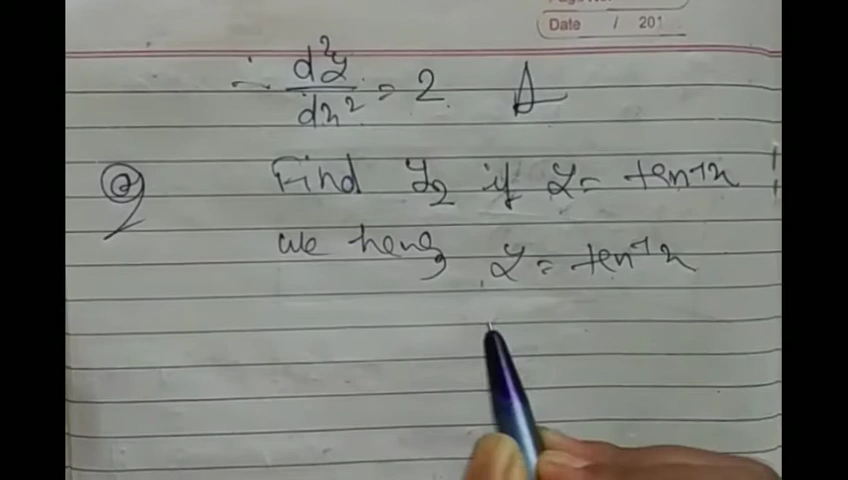 Date / 201
∴ d²y/dx² = 2
Q Find y₂ if y = tan⁻¹x
we have y = tan⁻¹x